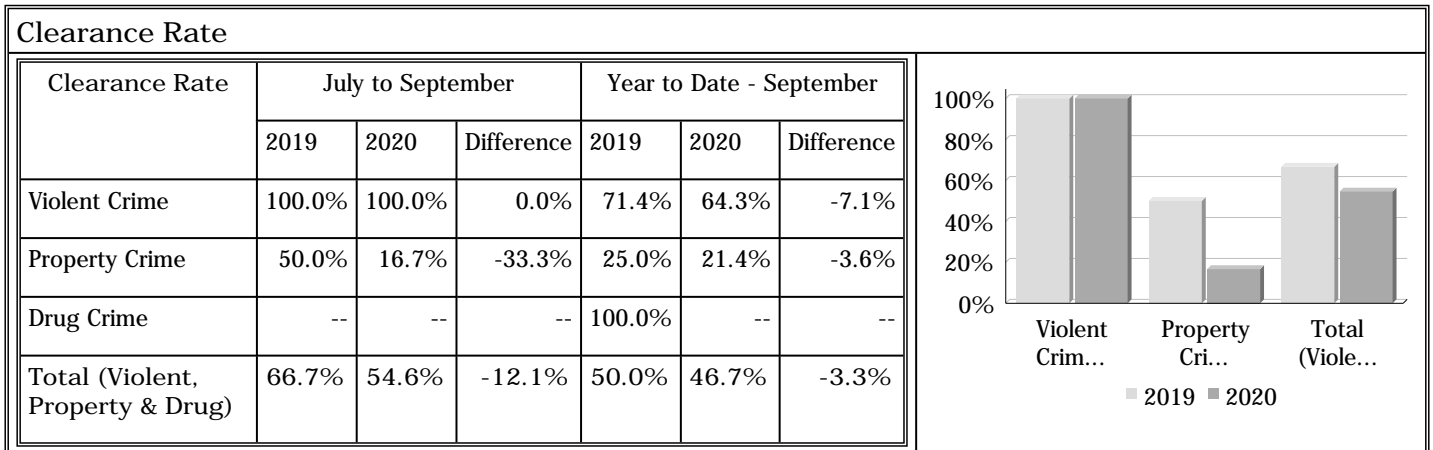 Clearance Rate
Clearance Rate July to September Year to Date - September
2019 2020 Difference 2019 2020 Difference
Violent Crime 100.0% 100.0% 0.0% 71.4% 64.3% -7.1%
Property Crime 50.0% 16.7% -33.3% 25.0% 21.4% -3.6%
Drug Crime -- -- -- 100.0% -- --
Total (Violent, 66.7% 54.6% -12.1% 50.0% 46.7% -3.3%
Property & Drug)
100%
80%
60%
40%
20%
0%
Violent Property Total
Crim... Cri... (Viole...
2019 2020